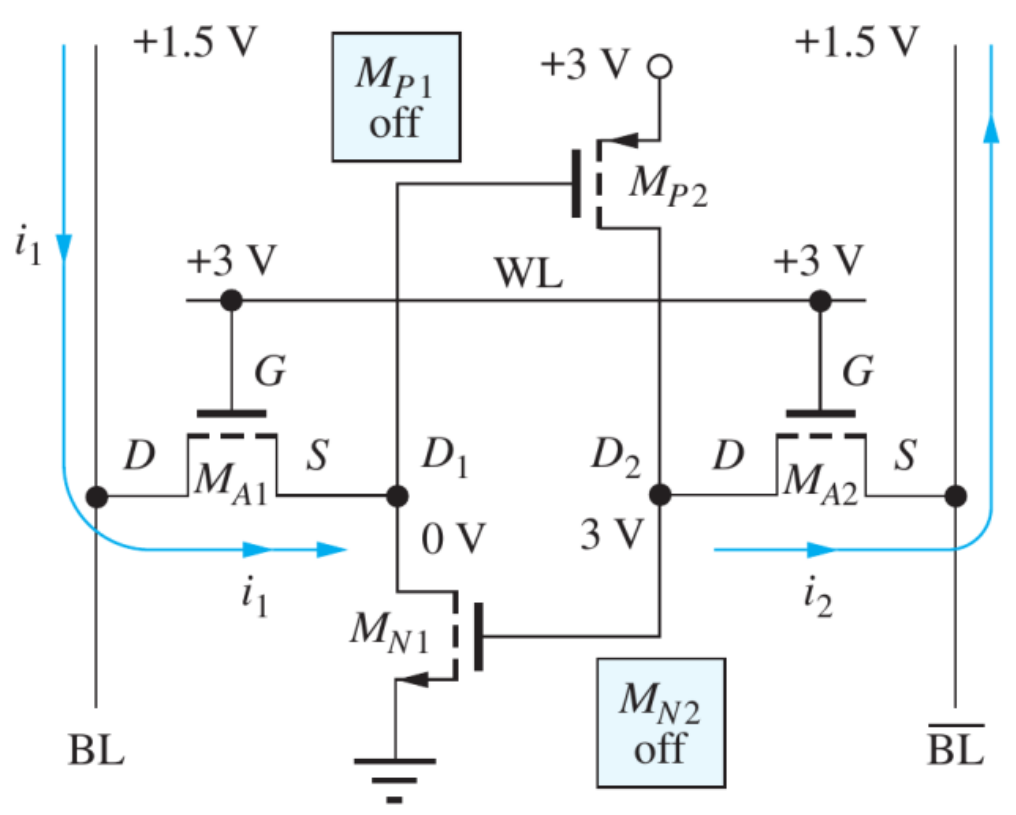 +1.5 V
+1.5 V
M_{P1}
off
+3 V
M_{P2}
i_1
+3 V
WL
+3 V
G
G
D
S
D_1
D_2
D
S
M_{A1}
M_{A2}
0 V
3 V
i_1
i_2
M_{N1}
M_{N2}
off
BL
\overline{BL}